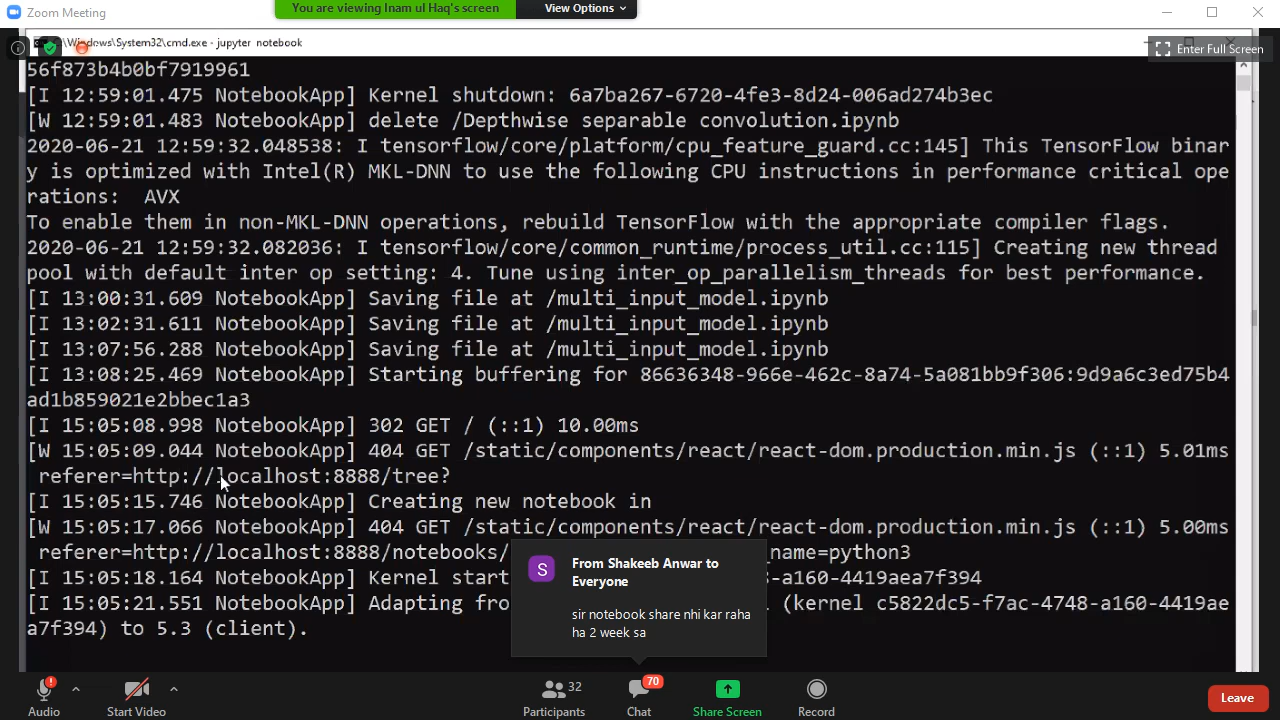 Zoom Meeting
You are viewing Inam ul Haq's screen
View Options
\Windows\System32\cmd.exe - jupyter notebook
Enter Full Screen
56f873b4b0bf7919961
[I 12:59:01.475 NotebookApp] Kernel shutdown: 6a7ba267-6720-4fe3-8d24-006ad274b3ec
[W 12:59:01.483 NotebookApp] delete /Depthwise separable convolution.ipynb
2020-06-21 12:59:32.048538: I tensorflow/core/platform/cpu_feature_guard.cc:145] This TensorFlow binar
y is optimized with Intel(R) MKL-DNN to use the following CPU instructions in performance critical ope
rations:  AVX
To enable them in non-MKL-DNN operations, rebuild TensorFlow with the appropriate compiler flags.
2020-06-21 12:59:32.082036: I tensorflow/core/common_runtime/process_util.cc:115] Creating new thread
pool with default inter op setting: 4. Tune using inter_op_parallelism_threads for best performance.
[I 13:00:31.609 NotebookApp] Saving file at /multi_input_model.ipynb
[I 13:02:31.611 NotebookApp] Saving file at /multi_input_model.ipynb
[I 13:07:56.288 NotebookApp] Saving file at /multi_input_model.ipynb
[I 13:08:25.469 NotebookApp] Starting buffering for 86636348-966e-462c-8a74-5a081bb9f306:9d9a6c3ed75b4
ad1b859021e2bbec1a3
[I 15:05:08.998 NotebookApp] 302 GET / (::1) 10.00ms
[W 15:05:09.044 NotebookApp] 404 GET /static/components/react/react-dom.production.min.js (::1) 5.01ms
referer=http://localhost:8888/tree?
[I 15:05:15.746 NotebookApp] Creating new notebook in
[W 15:05:17.066 NotebookApp] 404 GET /static/components/react/react-dom.production.min.js (::1) 5.00ms
referer=http://localhost:8888/notebooks/ _name=python3
[I 15:05:18.164 NotebookApp] Kernel start -a160-4419aea7f394
[I 15:05:21.551 NotebookApp] Adapting fro (kernel c5822dc5-f7ac-4748-a160-4419ae
a7f394) to 5.3 (client).
S
From Shakeeb Anwar to
Everyone
sir notebook share nhi kar raha
ha 2 week sa
Audio
Start Video
32
Participants
70
Chat
Share Screen
Record
Leave